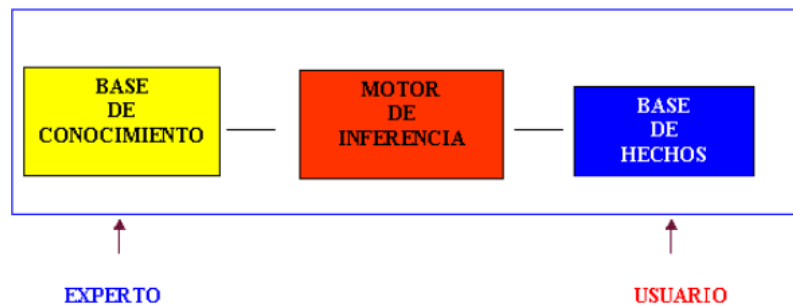 BASE
DE
CONOCIMIENTO
MOTOR
DE
INFERENCIA
BASE
DE
HECHOS
EXPERTO
USUARIO